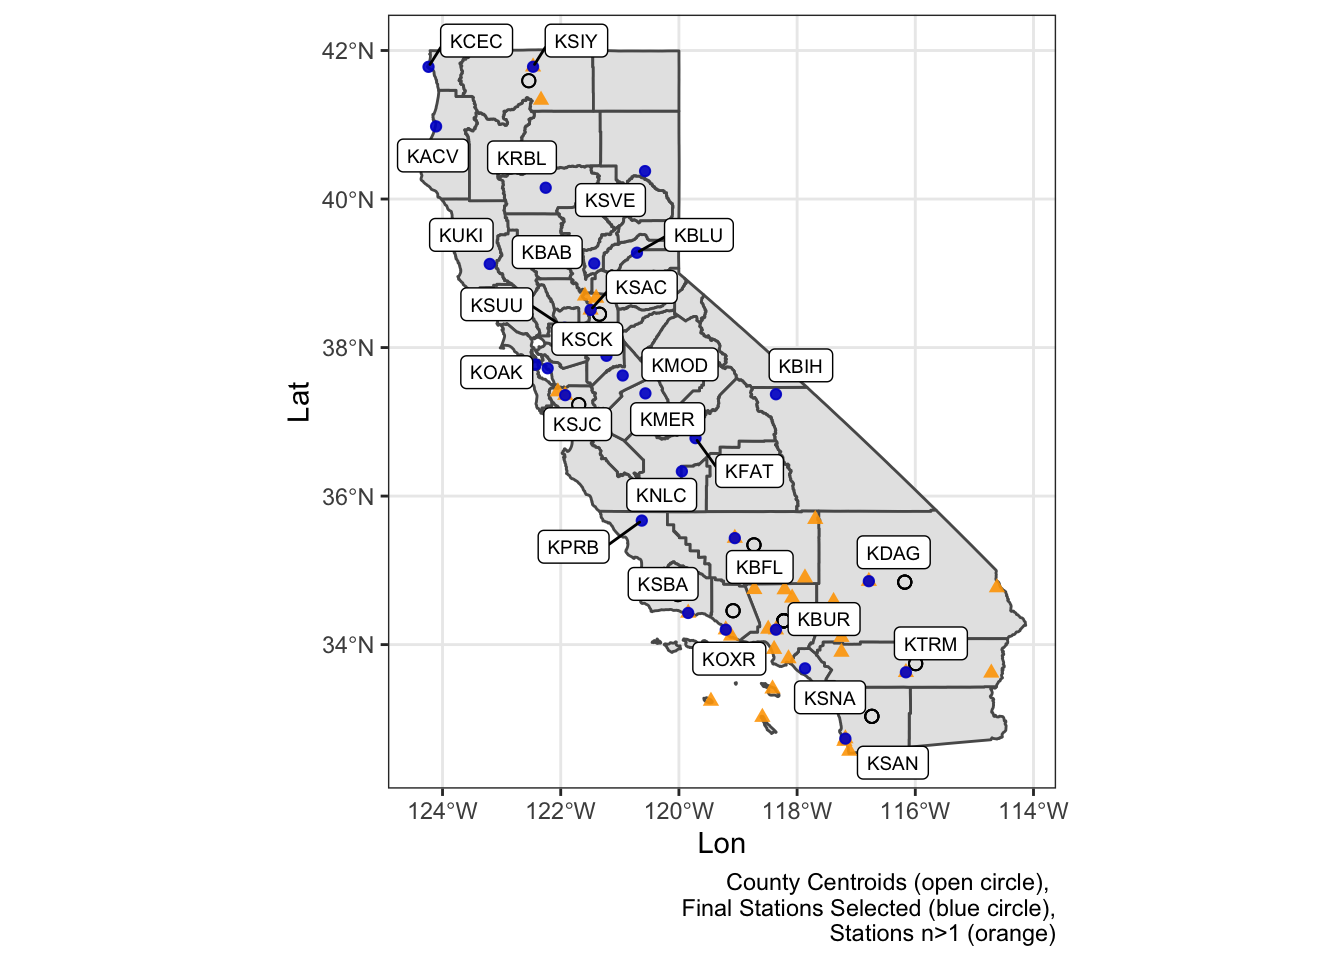 42°N
40°N
38°N
36°N
34°N
Lat
KCEC
KSIY
KACV
KRBL
KSVE
KUKI
KBAB
KBLU
KSAC
KSUU
KSCK
KOAK
KMOD
KBIH
KSJC
KMER
KFAT
KNLC
KPRB
KBFL
KDAG
KSBA
KBUR
KTRM
KOXR
KSNA
KSAN
124°W
122°W
120°W
118°W
116°W
114°W
Lon
County Centroids (open circle),
Final Stations Selected (blue circle),
Stations n>1 (orange)